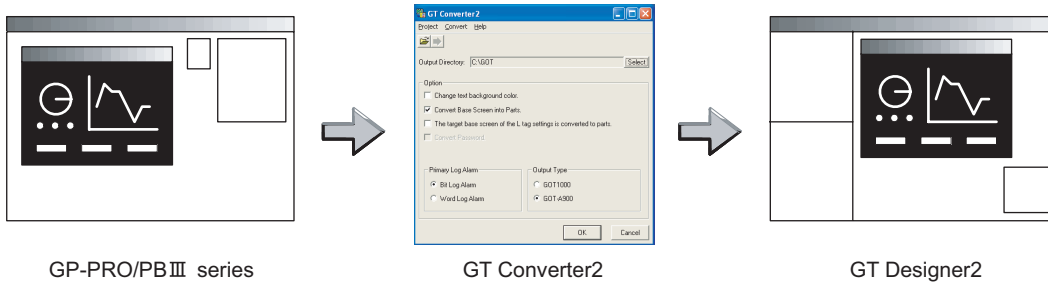 GT Converter2
Project Convert Help
Output Directory: C:\GOT Select
Option
Change text background color.
Convert Base Screen into Parts.
The target base screen of the L tag settings is converted to parts.
Convert Password
Primary Log Alarm
Bit Log Alarm
Word Log Alarm
Output Type
GOT1000
GOT-A900
OK Cancel
GP-PRO/PBⅢ series
GT Converter2
GT Designer2